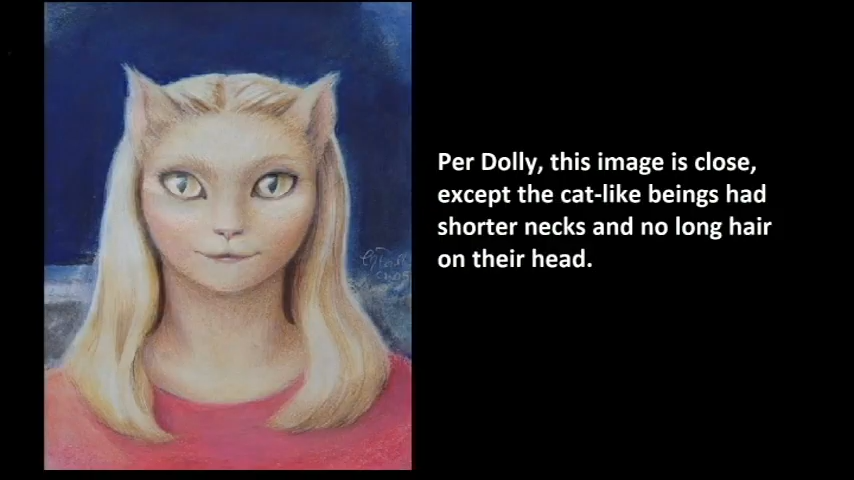 Per Dolly, this image is close,
except the cat-like beings had
shorter necks and no long hair
on their head.